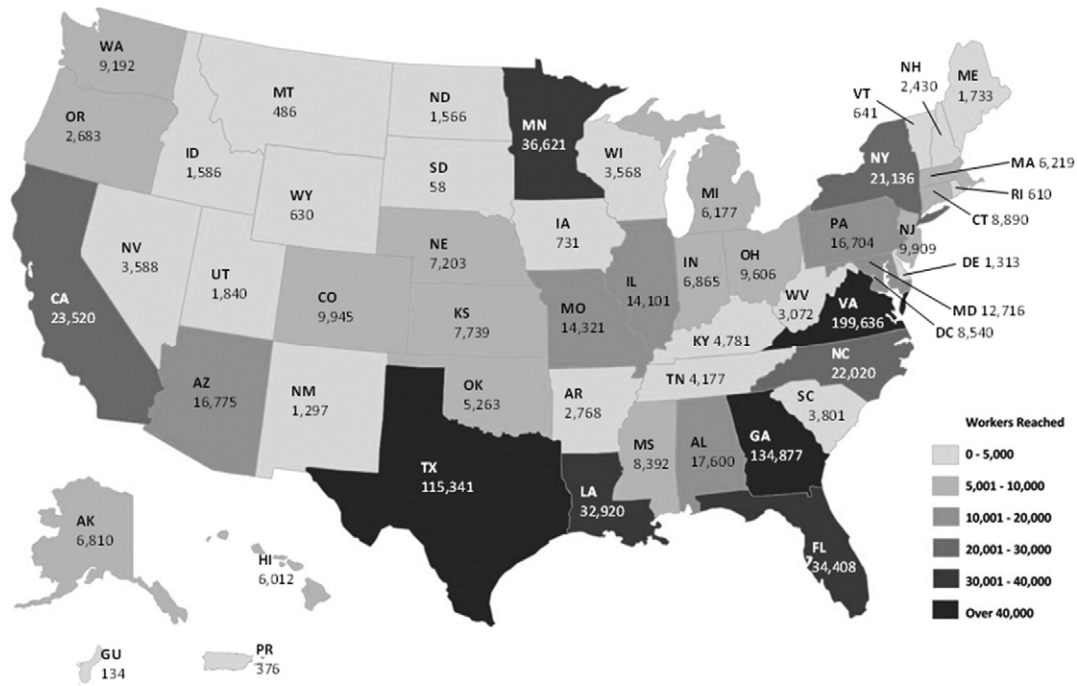 WA
9,192
OR
2,683
CA
23,520
ID
1,586
NV
3,588
MT
486
WY
630
UT
1,840
AZ
16,775
CO
9,945
NM
1,297
ND
1,566
SD
58
NE
7,203
KS
7,739
OK
5,263
TX
115,341
MN
36,621
IA
731
MO
14,321
AR
2,768
LA
32,920
WI
3,568
IL
14,101
MI
6,177
IN
6,865
OH
9,606
KY 4,781
TN 4,177
MS
8,392
AL
17,600
GA
134,877
FL
34,408
SC
3,801
NC
22,020
VA
199,636
WV
3,072
PA
16,704
NY
21,136
NJ
9,909
VT
641
NH
2,430
ME
1,733
MA 6,219
RI 610
CT 8,890
DE 1,313
MD 12,716
DC 8,540
AK
6,810
HI
6,012
GU
134
PR
376
Workers Reached
0 - 5,000
5,001 - 10,000
10,001 - 20,000
20,001 - 30,000
30,001 - 40,000
Over 40,000